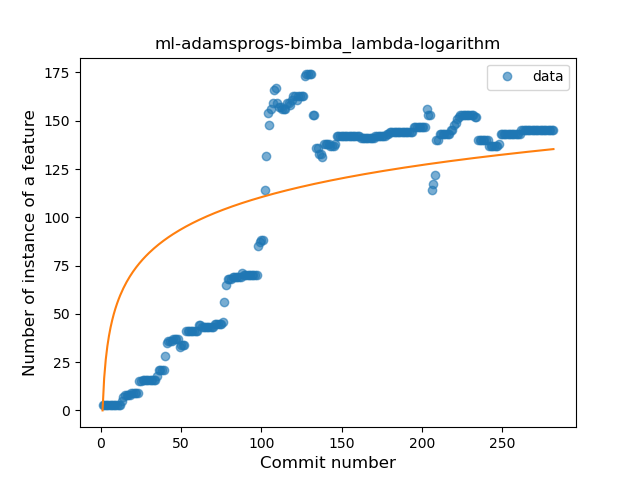 ml-adamsprogs-bimba_lambda-logarithm
data
Number of instance of a feature
175
150
125
100
75
50
25
0
0 50 100 150 200 250
Commit number